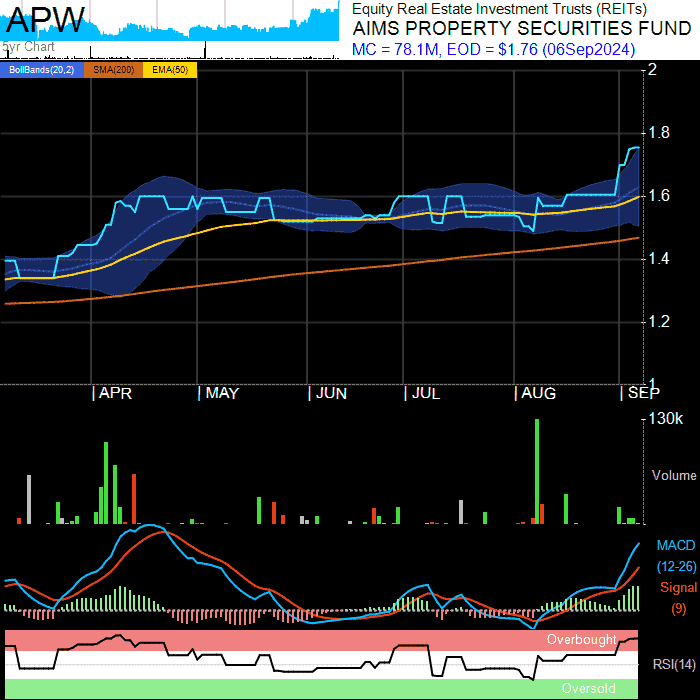 APW
5yr Chart
Equity Real Estate Investment Trusts (REITs)
AIMS PROPERTY SECURITIES FUND
MC = 78.1M, EOD = $1.76 (06Sep2024)
BollBands(20,2) SMA(200) EMA(50)
2
1.8
1.6
1.4
1.2
1
APR MAY JUN JUL AUG SEP
130k
Volume
MACD
(12-26)
Signal
(9)
Overbought
RSI(14)
Oversold